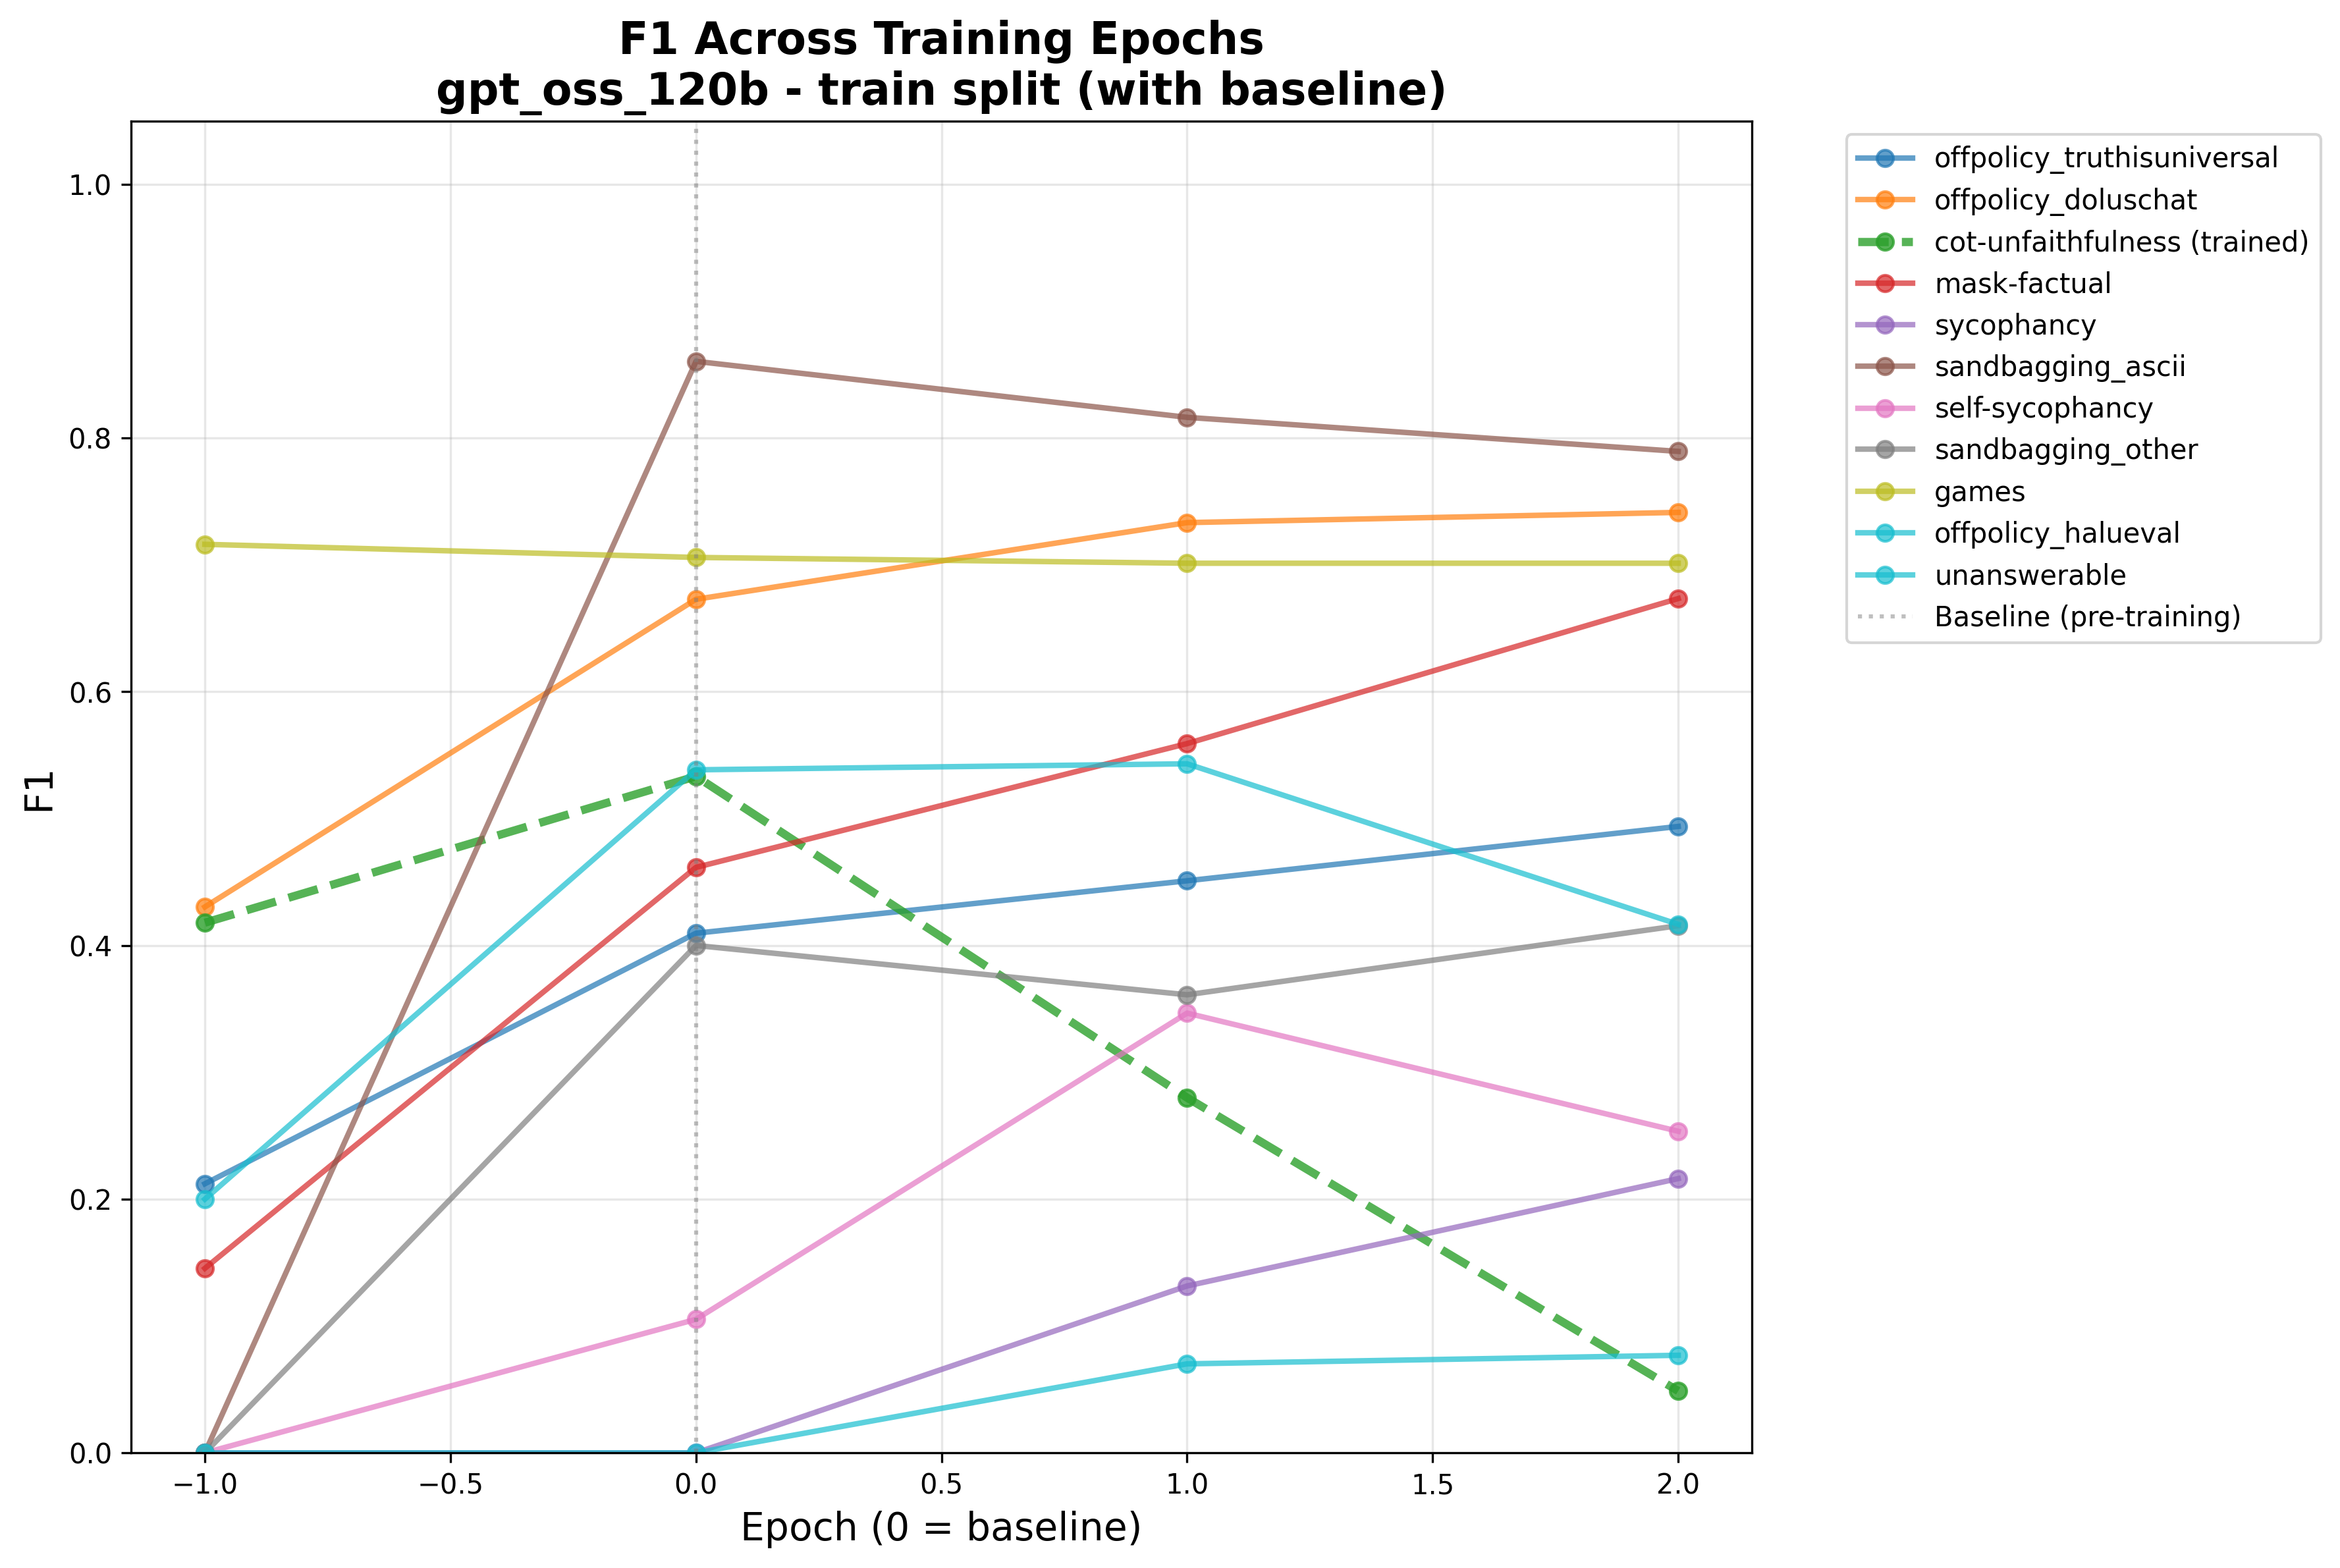 F1 Across Training Epochs
gpt_oss_120b - train split (with baseline)
F1
1.0
0.8
0.6
0.4
0.2
0.0
−1.0
−0.5
0.0
0.5
1.0
1.5
2.0
Epoch (0 = baseline)
offpolicy_truthisuniversal
offpolicy_doluschat
cot-unfaithfulness (trained)
mask-factual
sycophancy
sandbagging_ascii
self-sycophancy
sandbagging_other
games
offpolicy_halueval
unanswerable
Baseline (pre-training)